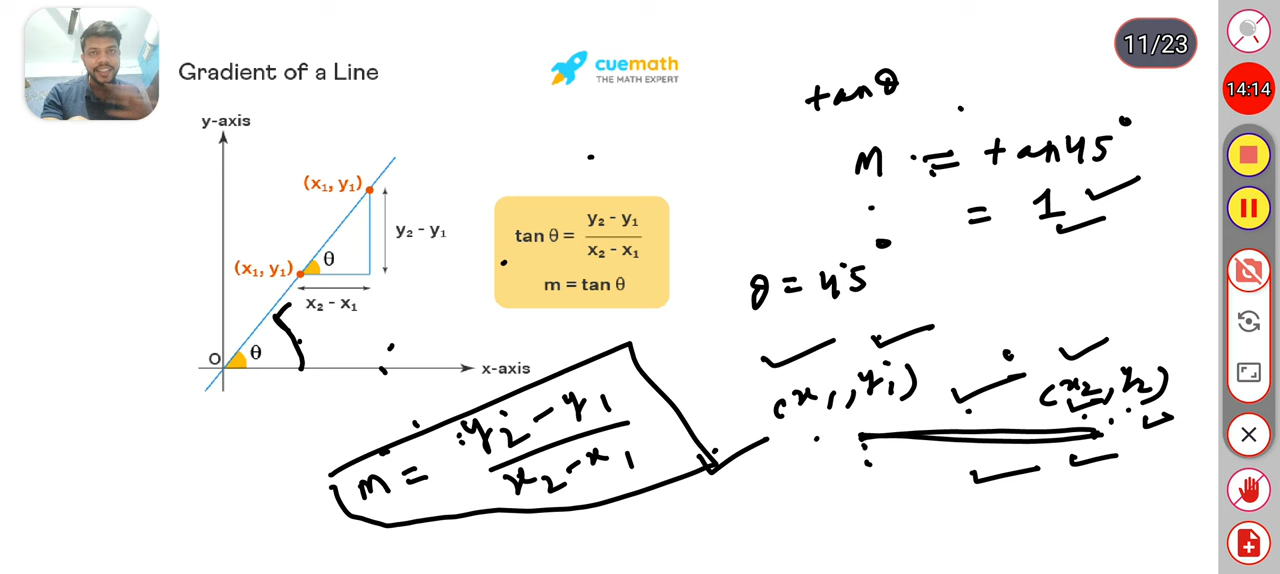 11/23
14:14
Gradient of a Line
cuemath
THE MATH EXPERT
y-axis
(x₁, y₁)
y₂ - y₁
θ
(x₁, y₁)
x₂ - x₁
O
θ
x-axis
tan θ = (y₂ - y₁)/(x₂ - x₁)
m = tan θ
tanθ
m = tan 45°
= 1
θ = 45°
(x₁, y₁)
(x₂, y₂)
m = (y₂ - y₁)/(x₂ - x₁)